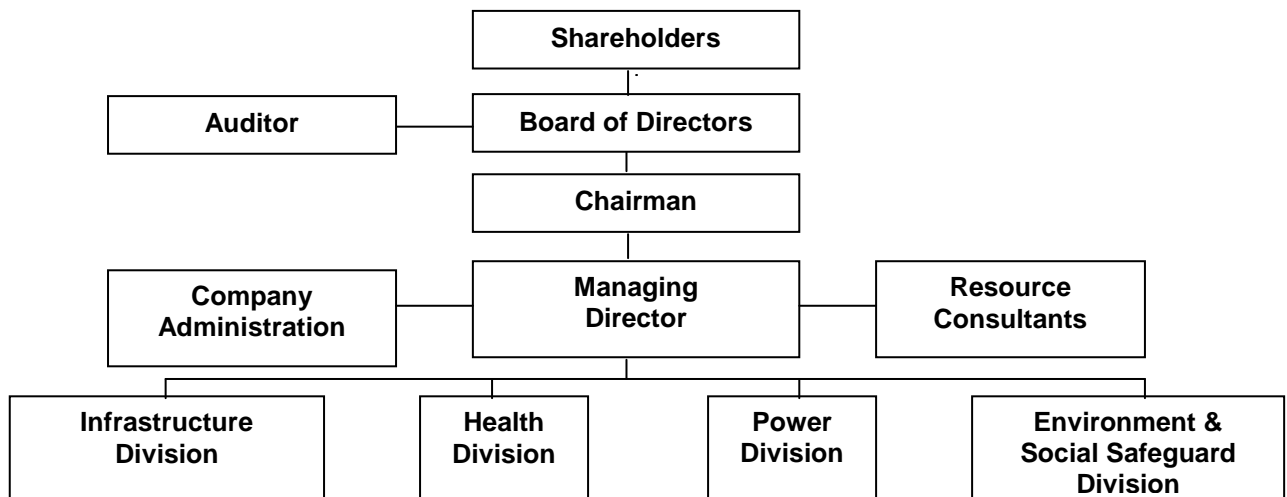 Shareholders
Auditor
Board of Directors
Chairman
Company
Administration
Managing
Director
Resource
Consultants
Infrastructure
Division
Health
Division
Power
Division
Environment &
Social Safeguard
Division